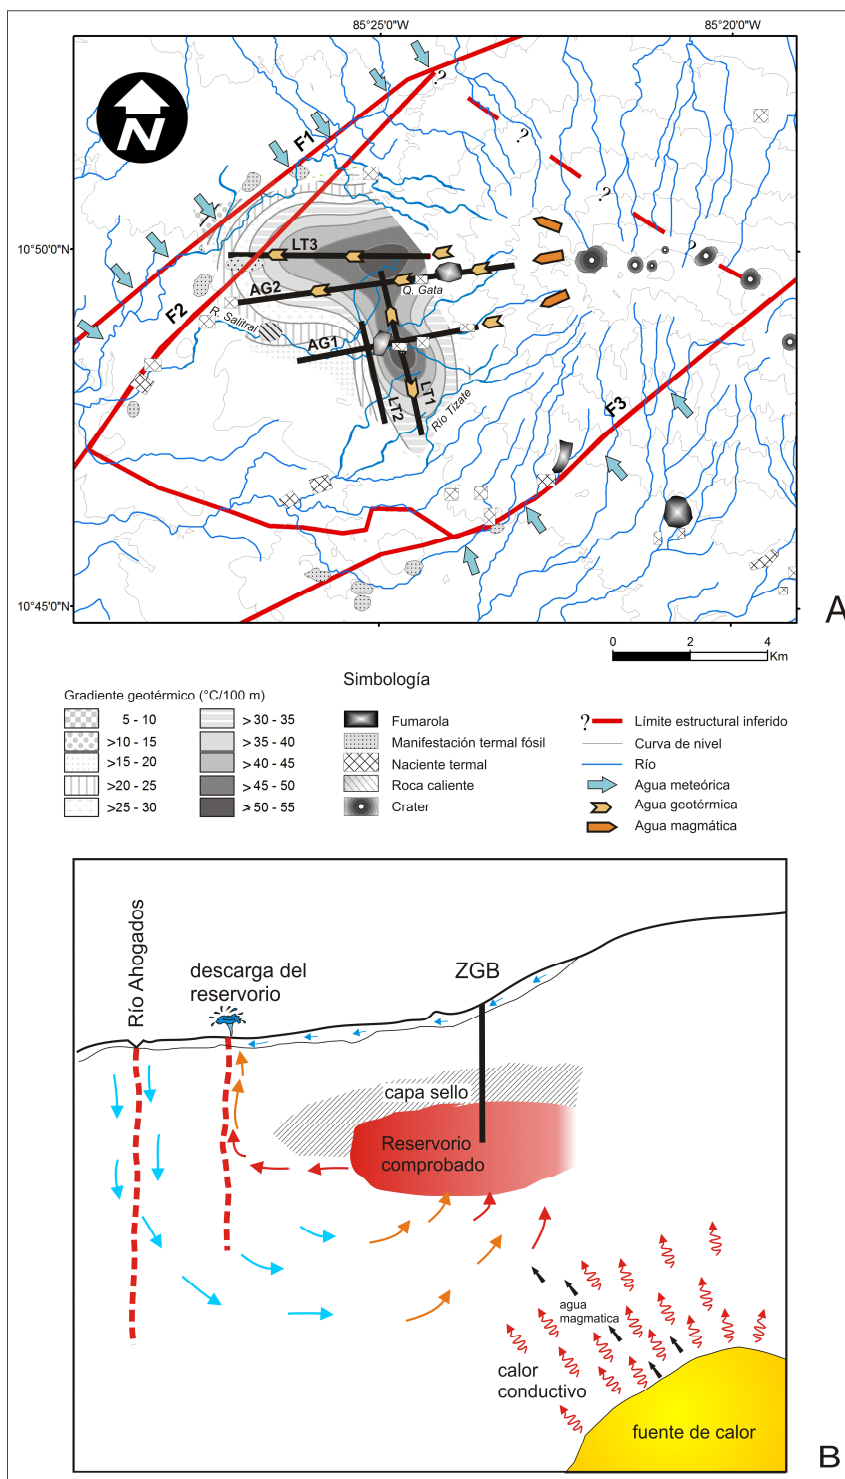 85°25'0"W
85°20'0"W
N
F1
?
?
?
?
10°50'0"N
LT3
AG2
Q. Gata
F2
R. Salitral
AG1
LT2
LT1
Río Tizate
F3
10°45'0"N
A
0 2 4
Km
Simbología
Gradiente geotérmico (°C/100 m)
5 - 10
>10 - 15
>15 - 20
>20 - 25
>25 - 30
>30 - 35
>35 - 40
>40 - 45
>45 - 50
>50 - 55
Fumarola
Manifestación termal fósil
Naciente termal
Roca caliente
Crater
? Límite estructural inferido
Curva de nivel
Río
Agua meteórica
Agua geotérmica
Agua magmática
Río Ahogados
descarga del
reservorio
ZGB
capa sello
Reservorio
comprobado
agua
magmatica
calor
conductivo
fuente de calor
B